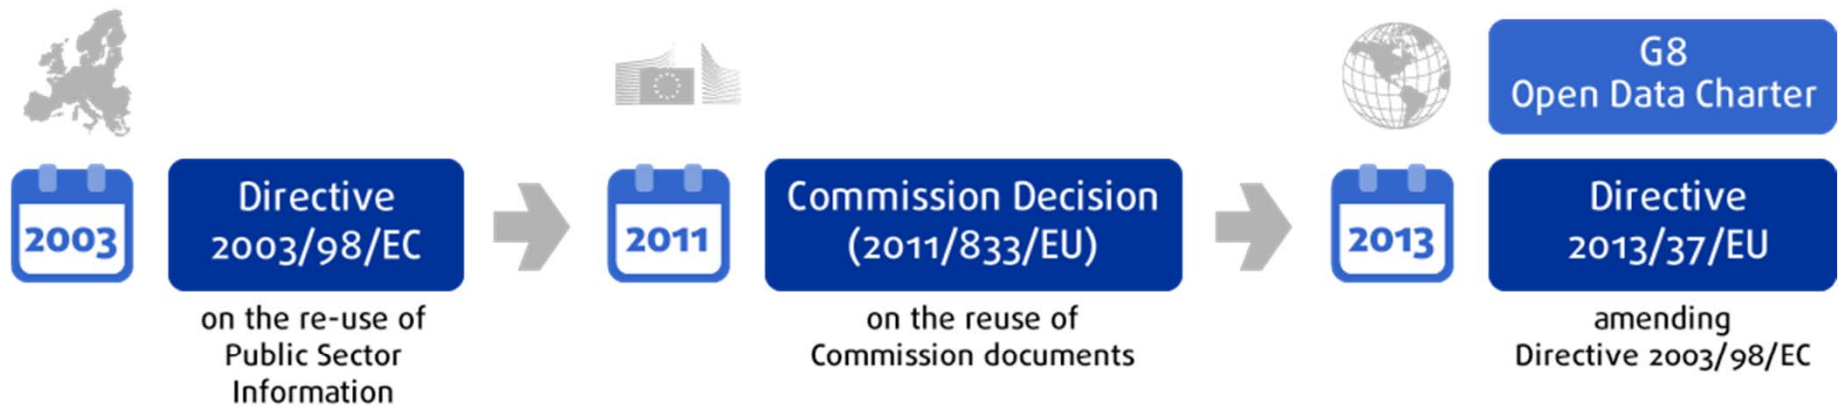 2003
Directive
2003/98/EC
on the re-use of
Public Sector
Information
2011
Commission Decision
(2011/833/EU)
on the reuse of
Commission documents
G8
Open Data Charter
2013
Directive
2013/37/EU
amending
Directive 2003/98/EC